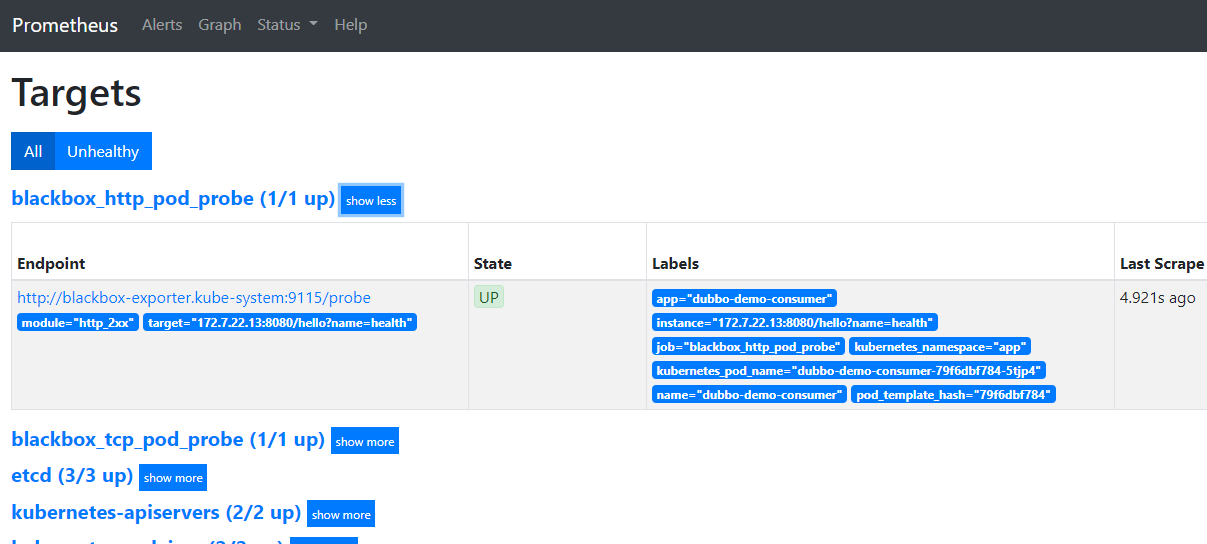 Prometheus Alerts Graph Status Help
Targets
All Unhealthy
blackbox_http_pod_probe (1/1 up) show less
Endpoint State Labels Last Scrape
http://blackbox-exporter.kube-system:9115/probe UP app="dubbo-demo-consumer" 4.921s ago
module="http_2xx" target="172.7.22.13:8080/hello?name=health" instance="172.7.22.13:8080/hello?name=health"
job="blackbox_http_pod_probe" kubernetes_namespace="app"
kubernetes_pod_name="dubbo-demo-consumer-79f6dbf784-5tjp4"
name="dubbo-demo-consumer" pod_template_hash="79f6dbf784"
blackbox_tcp_pod_probe (1/1 up) show more
etcd (3/3 up) show more
kubernetes-apiservers (2/2 up) show more